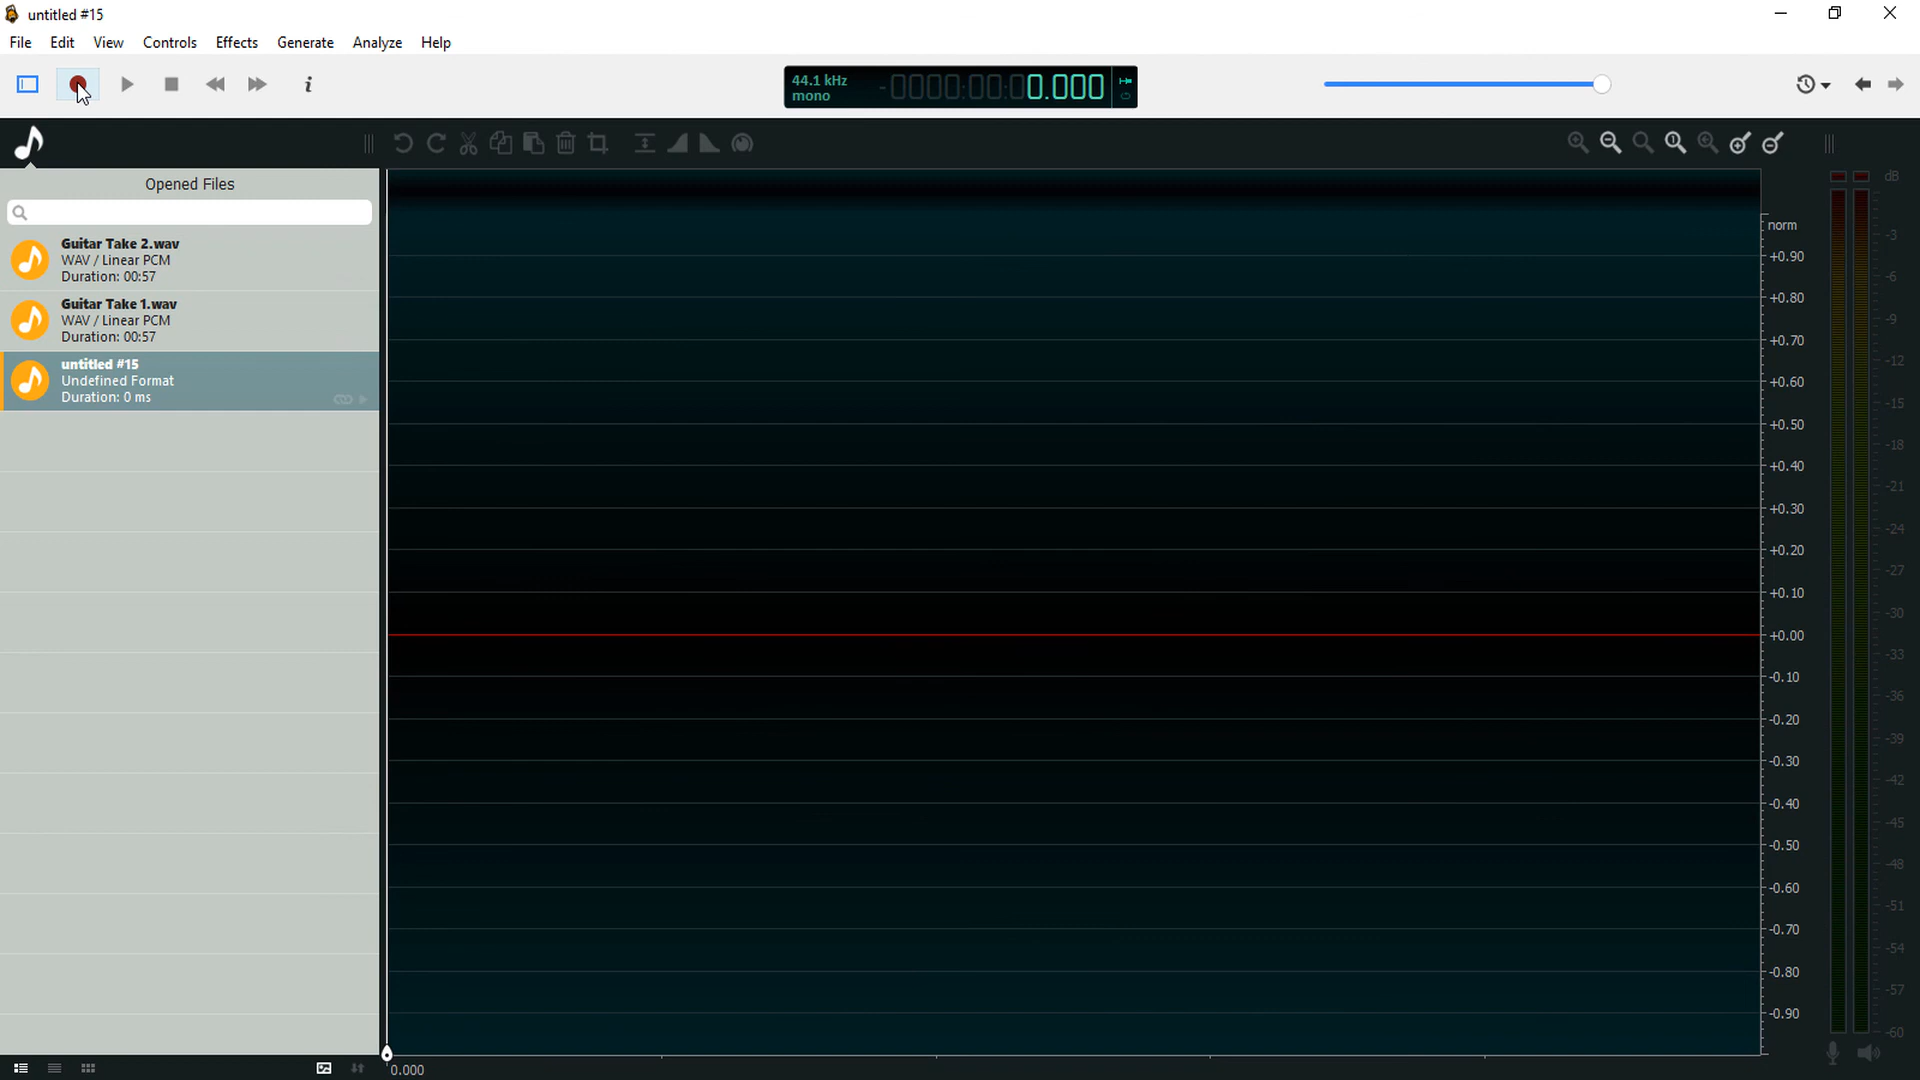 untitled #15
File Edit View Controls Effects Generate Analyze Help
i
44.1 kHz
mono
-0000:00:00.000
Opened Files
dB
Guitar Take 2.wav
WAV / Linear PCM
Duration: 00:57
Guitar Take 1.wav
WAV / Linear PCM
Duration: 00:57
untitled #15
Undefined Format
Duration: 0 ms
norm
+0.90
+0.80
+0.70
+0.60
+0.50
+0.40
+0.30
+0.20
+0.10
+0.00
-0.10
-0.20
-0.30
-0.40
-0.50
-0.60
-0.70
-0.80
-0.90
-3
-6
-9
-12
-15
-18
-21
-24
-27
-30
-33
-36
-39
-42
-45
-48
-51
-54
-57
-60
0.000